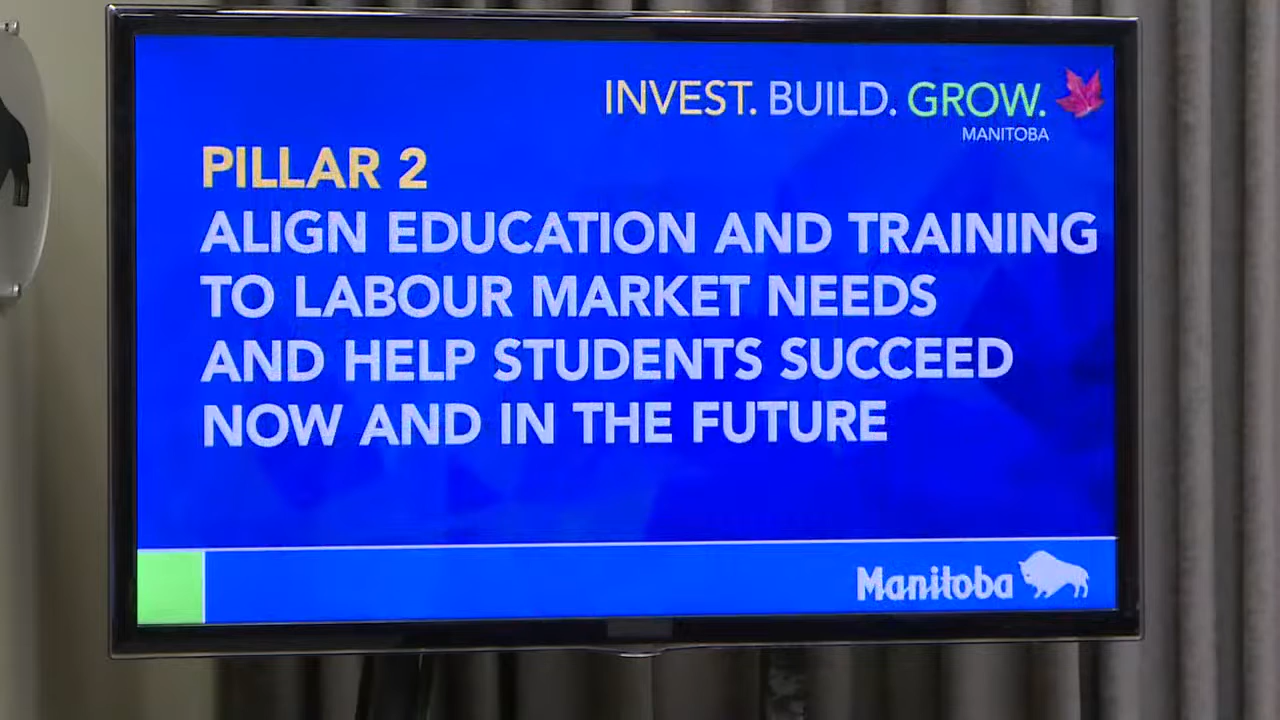 INVEST. BUILD. GROW.
MANITOBA
PILLAR 2
ALIGN EDUCATION AND TRAINING
TO LABOUR MARKET NEEDS
AND HELP STUDENTS SUCCEED
NOW AND IN THE FUTURE
Manitoba